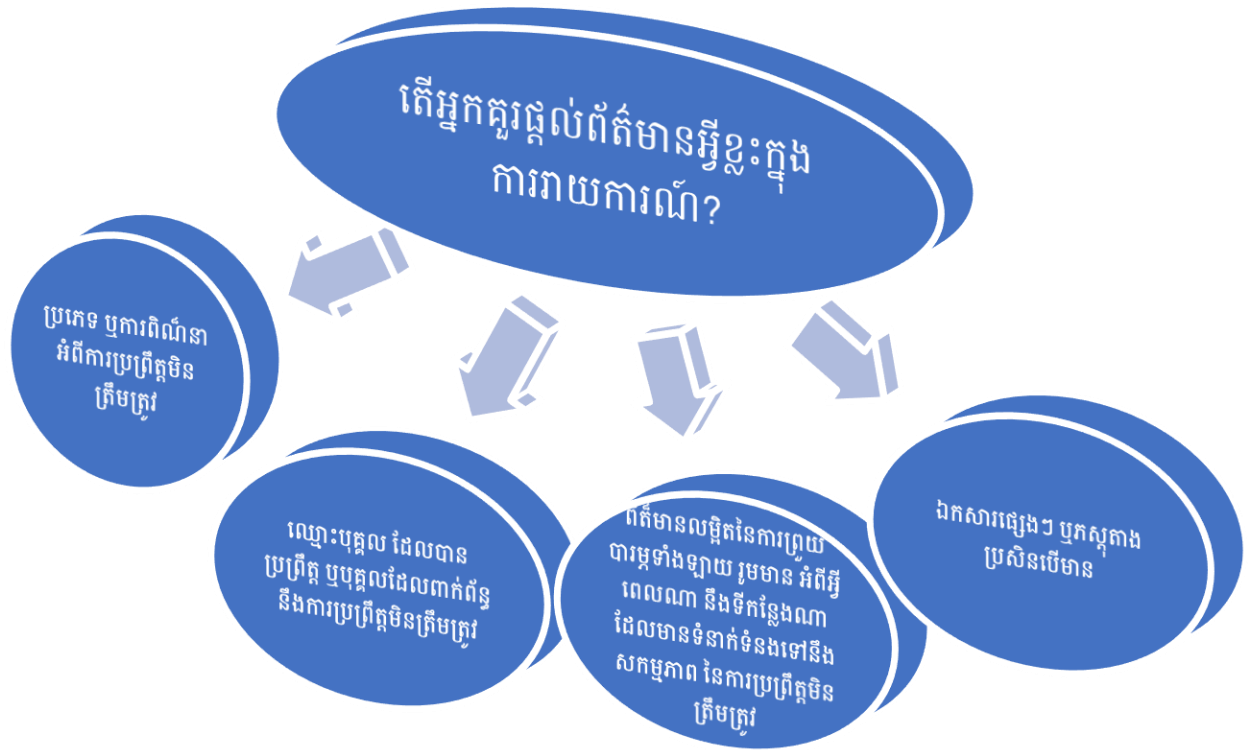 តើអ្នកគួរផ្តល់ព័ត៌មានអ្វីខ្លះក្នុង
ការរាយការណ៍?
ប្រភេទ ឬការពិណ៌នា
អំពីការប្រព្រឹត្តមិន
ត្រឹមត្រូវ
ឈ្មោះបុគ្គល ដែលបាន
ប្រព្រឹត្ត ឬបុគ្គលដែលពាក់ព័ន្ធ
នឹងការប្រព្រឹត្តមិនត្រឹមត្រូវ
ព័ត៌មានលម្អិតនៃការព្រួយ
បារម្ភទាំងឡាយ រួមមាន អំពីអ្វី
ពេលណា នឹងទីកន្លែងណា
ដែលមានទំនាក់ទំនងទៅនឹង
សកម្មភាព នៃការប្រព្រឹត្តមិន
ត្រឹមត្រូវ
ឯកសារផ្សេងៗ ឬភស្តុតាង
ប្រសិនបើមាន